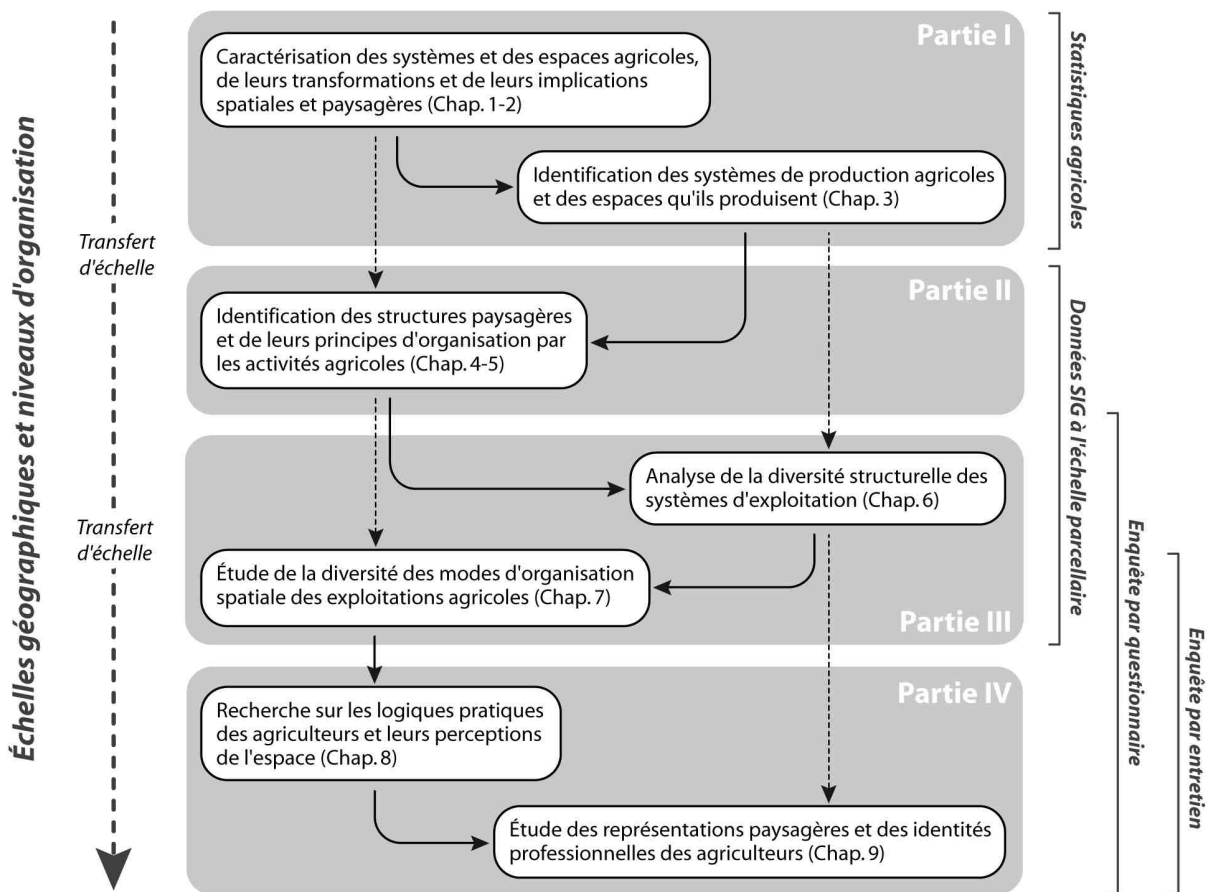 Échelles géographiques et niveaux d'organisation
Transfert
d'échelle
Transfert
d'échelle
Partie I
Caractérisation des systèmes et des espaces agricoles,
de leurs transformations et de leurs implications
spatiales et paysagères (Chap. 1-2)
Identification des systèmes de production agricoles
et des espaces qu'ils produisent (Chap. 3)
Partie II
Identification des structures paysagères
et de leurs principes d'organisation par
les activités agricoles (Chap. 4-5)
Analyse de la diversité structurelle des
systèmes d'exploitation (Chap. 6)
Étude de la diversité des modes d'organisation
spatiale des exploitations agricoles (Chap. 7)
Partie III
Partie IV
Recherche sur les logiques pratiques
des agriculteurs et leurs perceptions
de l'espace (Chap. 8)
Étude des représentations paysagères et des identités
professionnelles des agriculteurs (Chap. 9)
Statistiques agricoles
Données SIG à l'échelle parcellaire
Enquête par questionnaire
Enquête par entretien